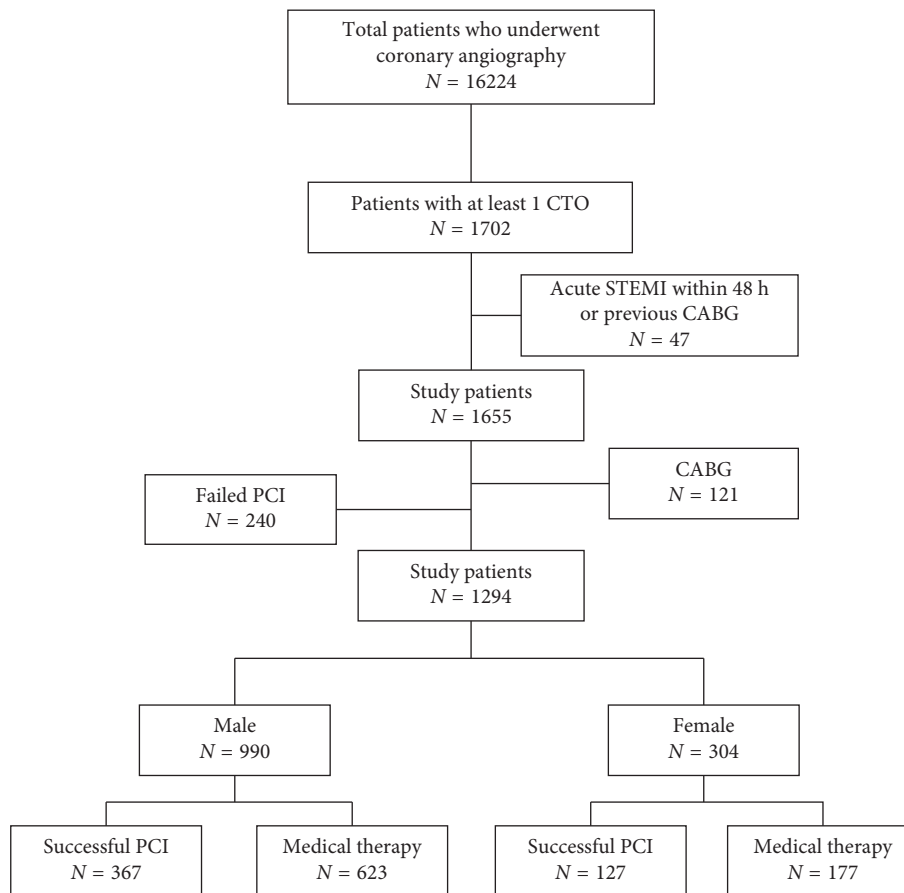 Total patients who underwent
coronary angiography
N = 16224
Patients with at least 1 CTO
N = 1702
Acute STEMI within 48 h
or previous CABG
N = 47
Study patients
N = 1655
CABG
N = 121
Failed PCI
N = 240
Study patients
N = 1294
Male
N = 990
Female
N = 304
Successful PCI
N = 367
Medical therapy
N = 623
Successful PCI
N = 127
Medical therapy
N = 177